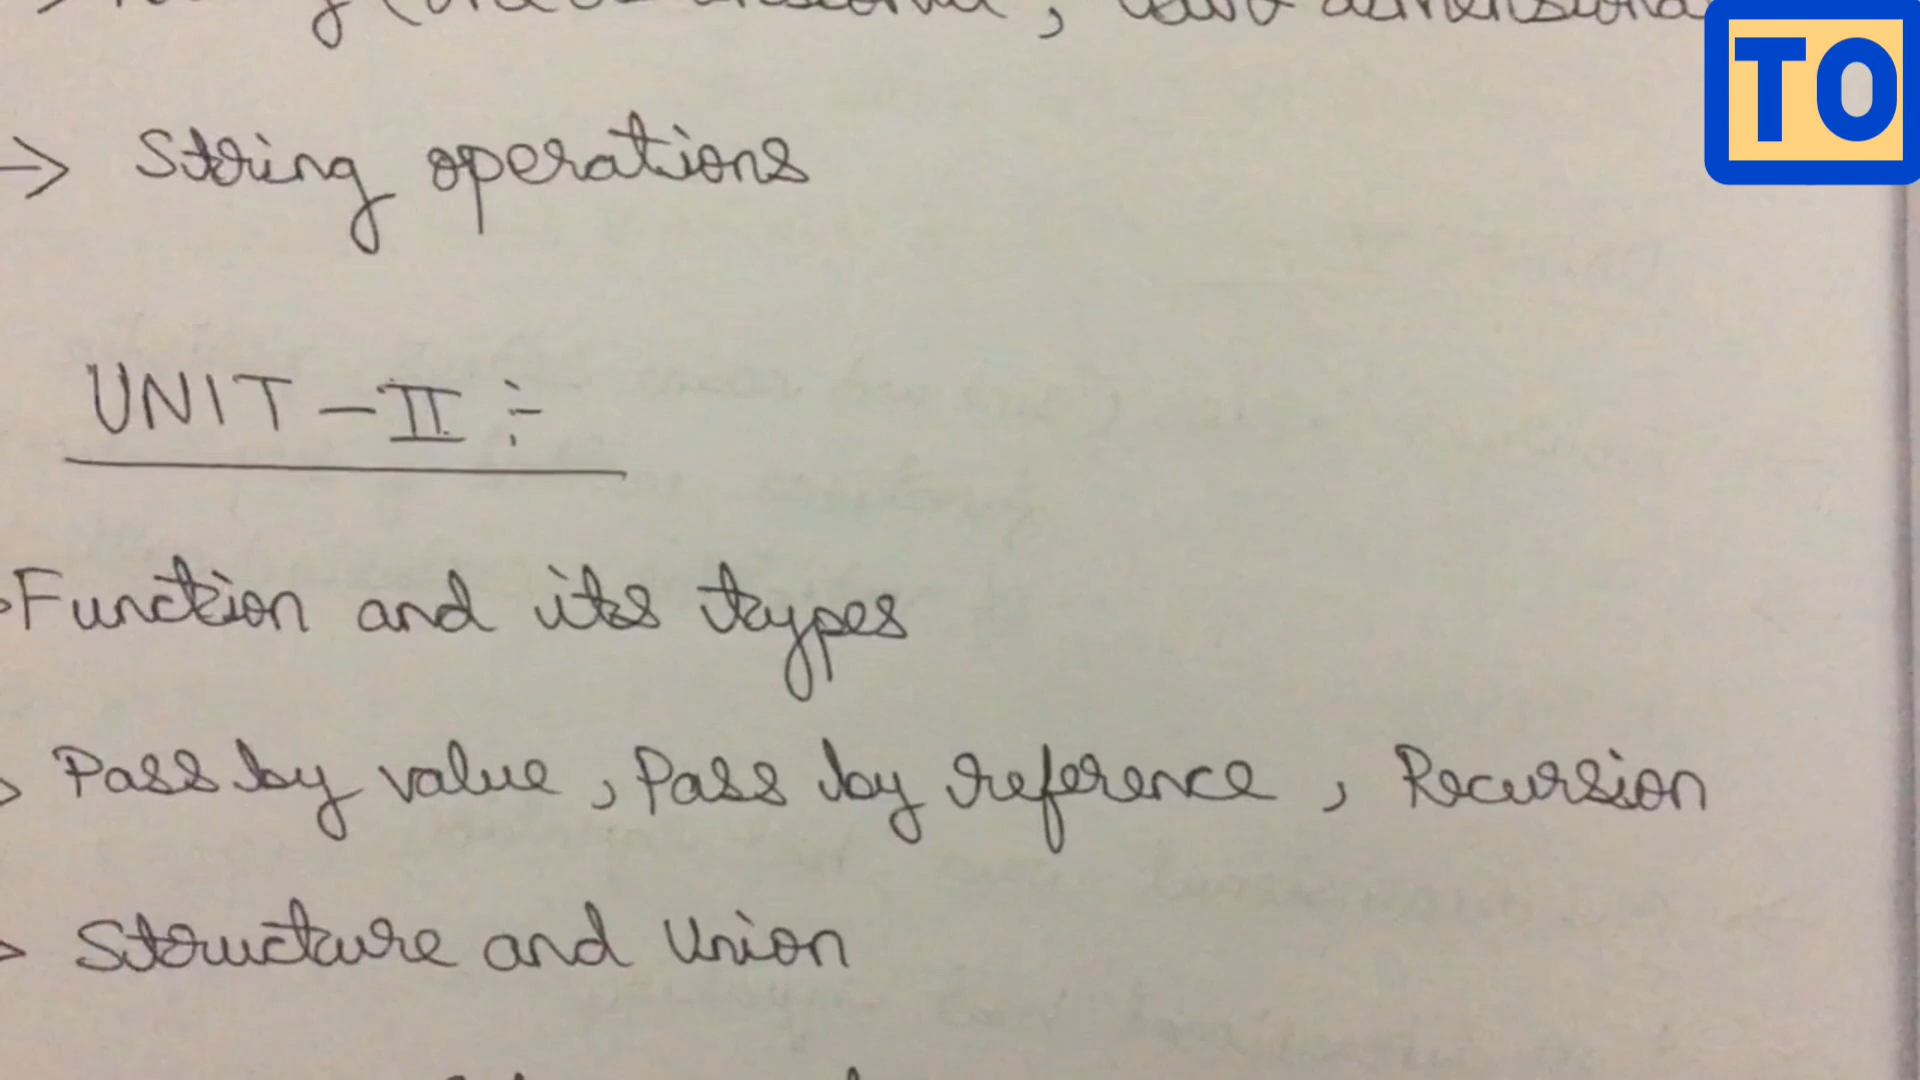 TO
→ String operations
UNIT - II :-
Function and its types
> Pass by value, Pass by reference, Recursion
> Structure and Union